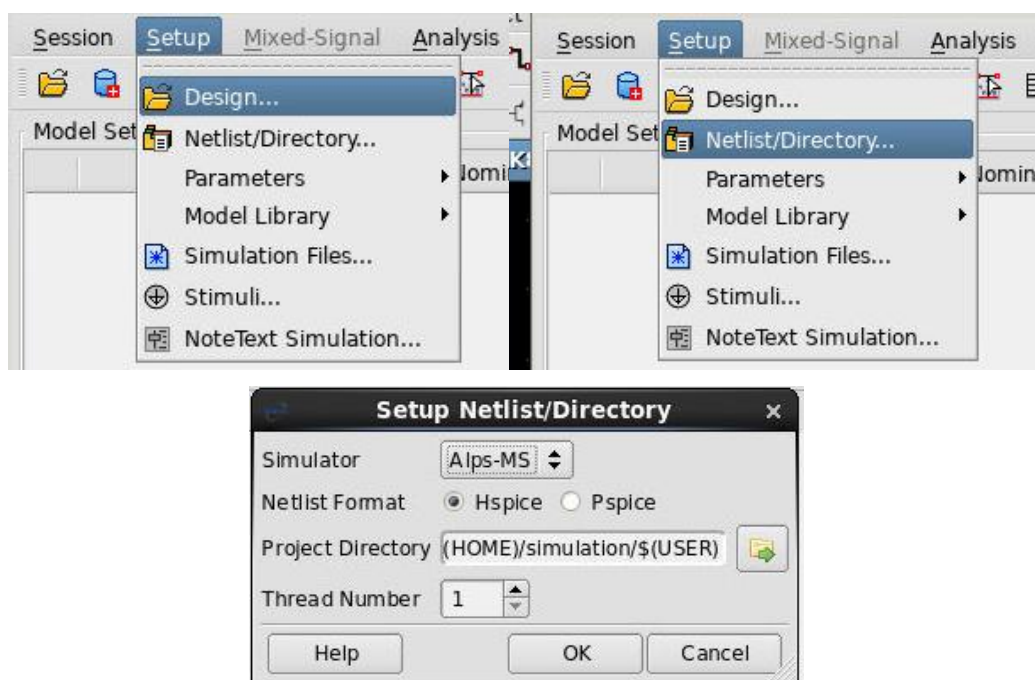 Session Setup Mixed-Signal Analysis
Design...
Model Set
Netlist/Directory...
Nomi
Parameters
Model Library
Simulation Files...
Stimuli...
NoteText Simulation...
Session Setup Mixed-Signal Analysis
Design...
Model Set
Netlist/Directory...
Nomin
Parameters
Model Library
Simulation Files...
Stimuli...
NoteText Simulation...
Setup Netlist/Directory
Simulator Alps-MS
Netlist Format Hspice Pspice
Project Directory (HOME)/simulation/$(USER)
Thread Number 1
Help OK Cancel